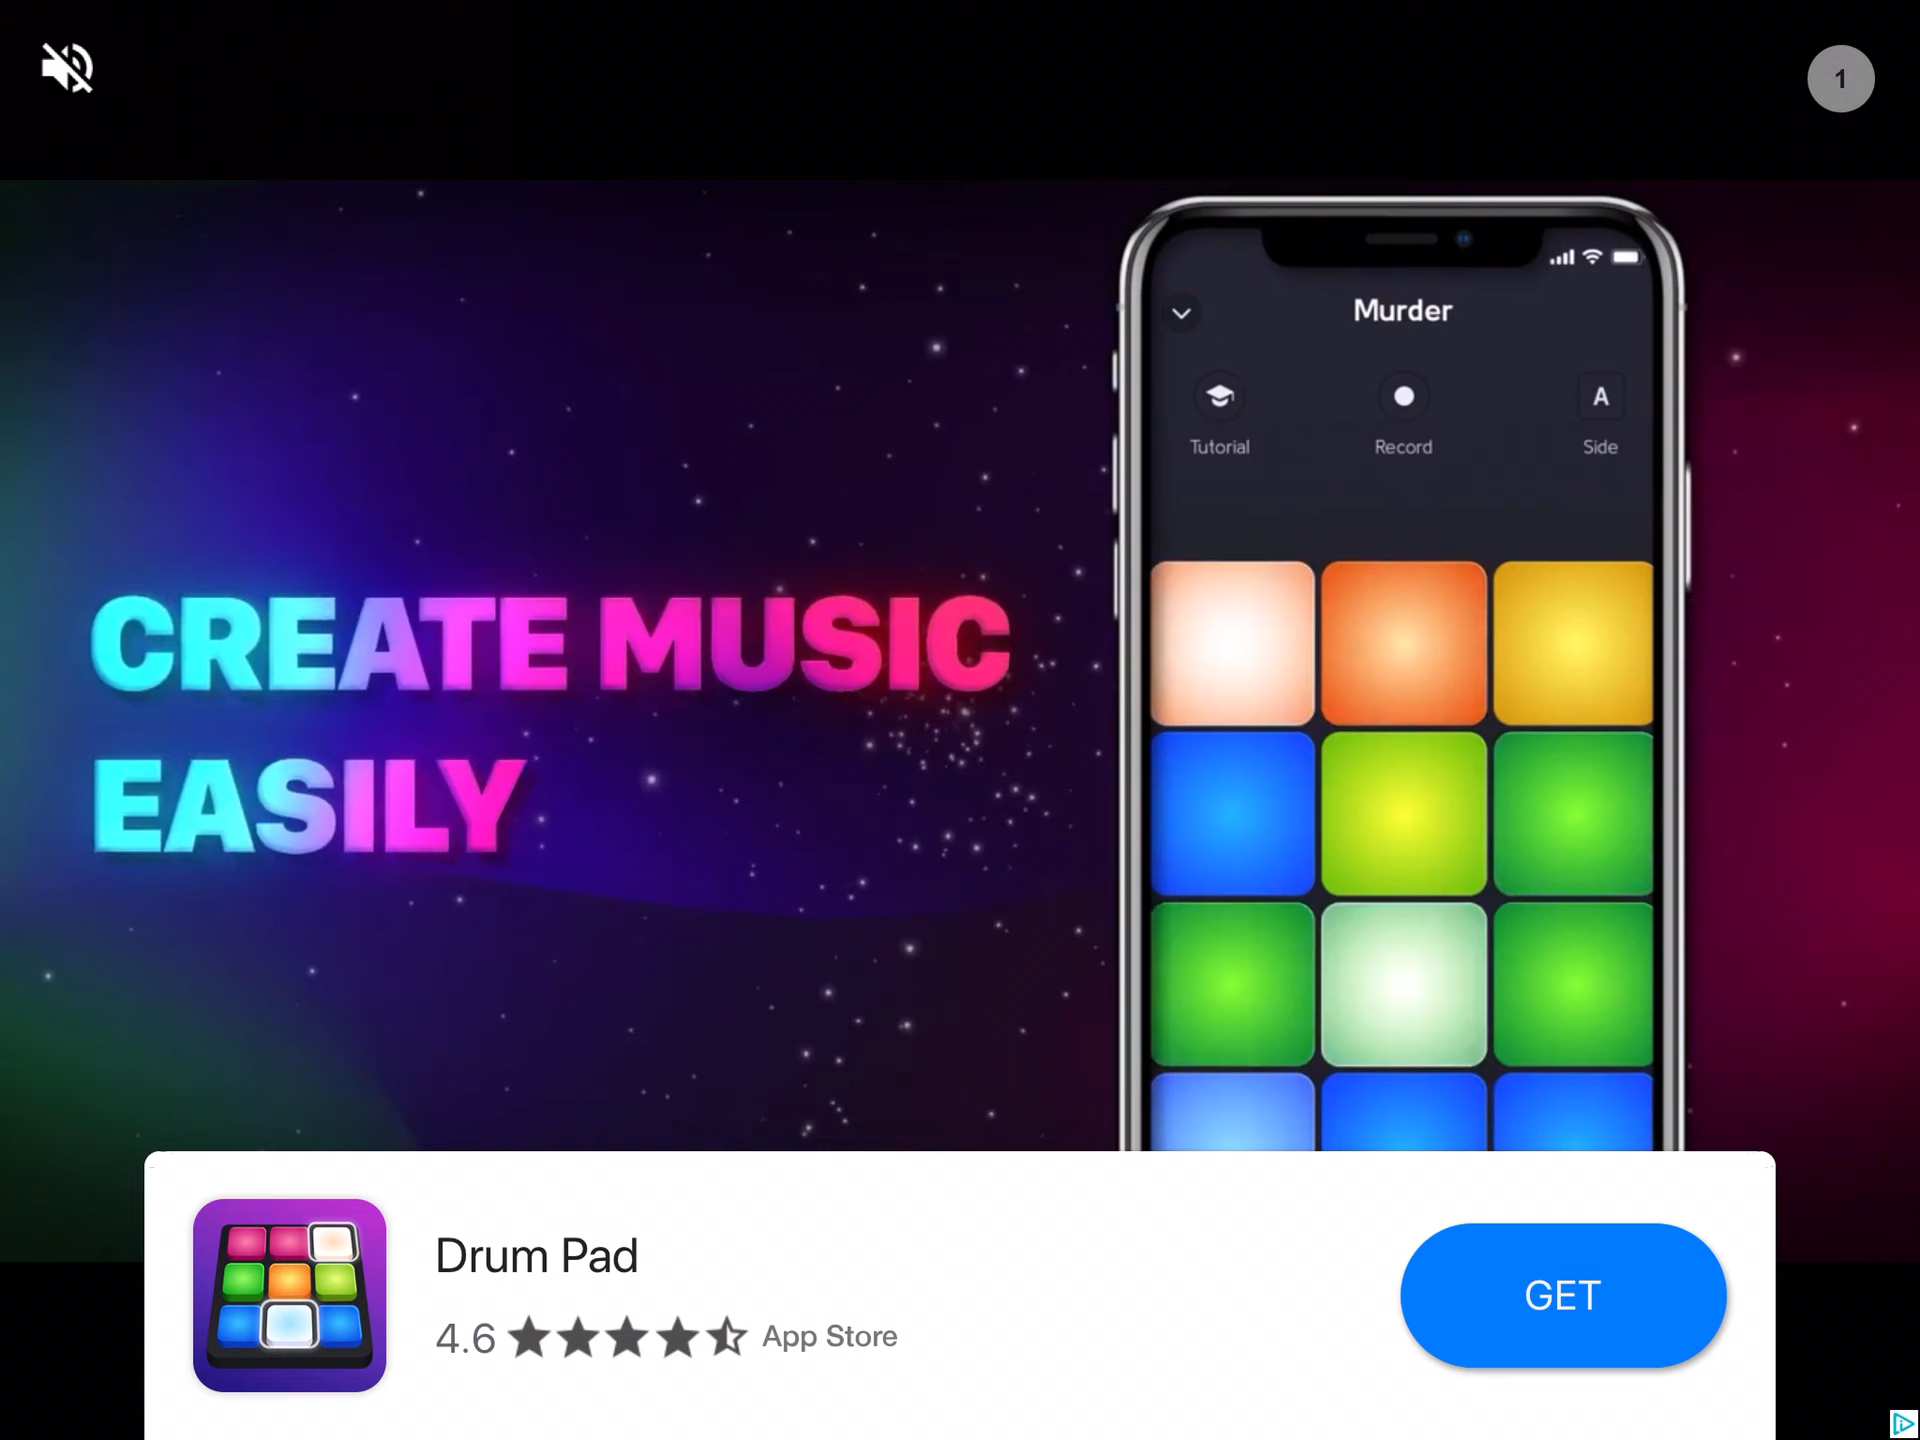 1
Murder
Tutorial
Record
A
Side
CREATE MUSIC
EASILY
Drum Pad
4.6
App Store
GET